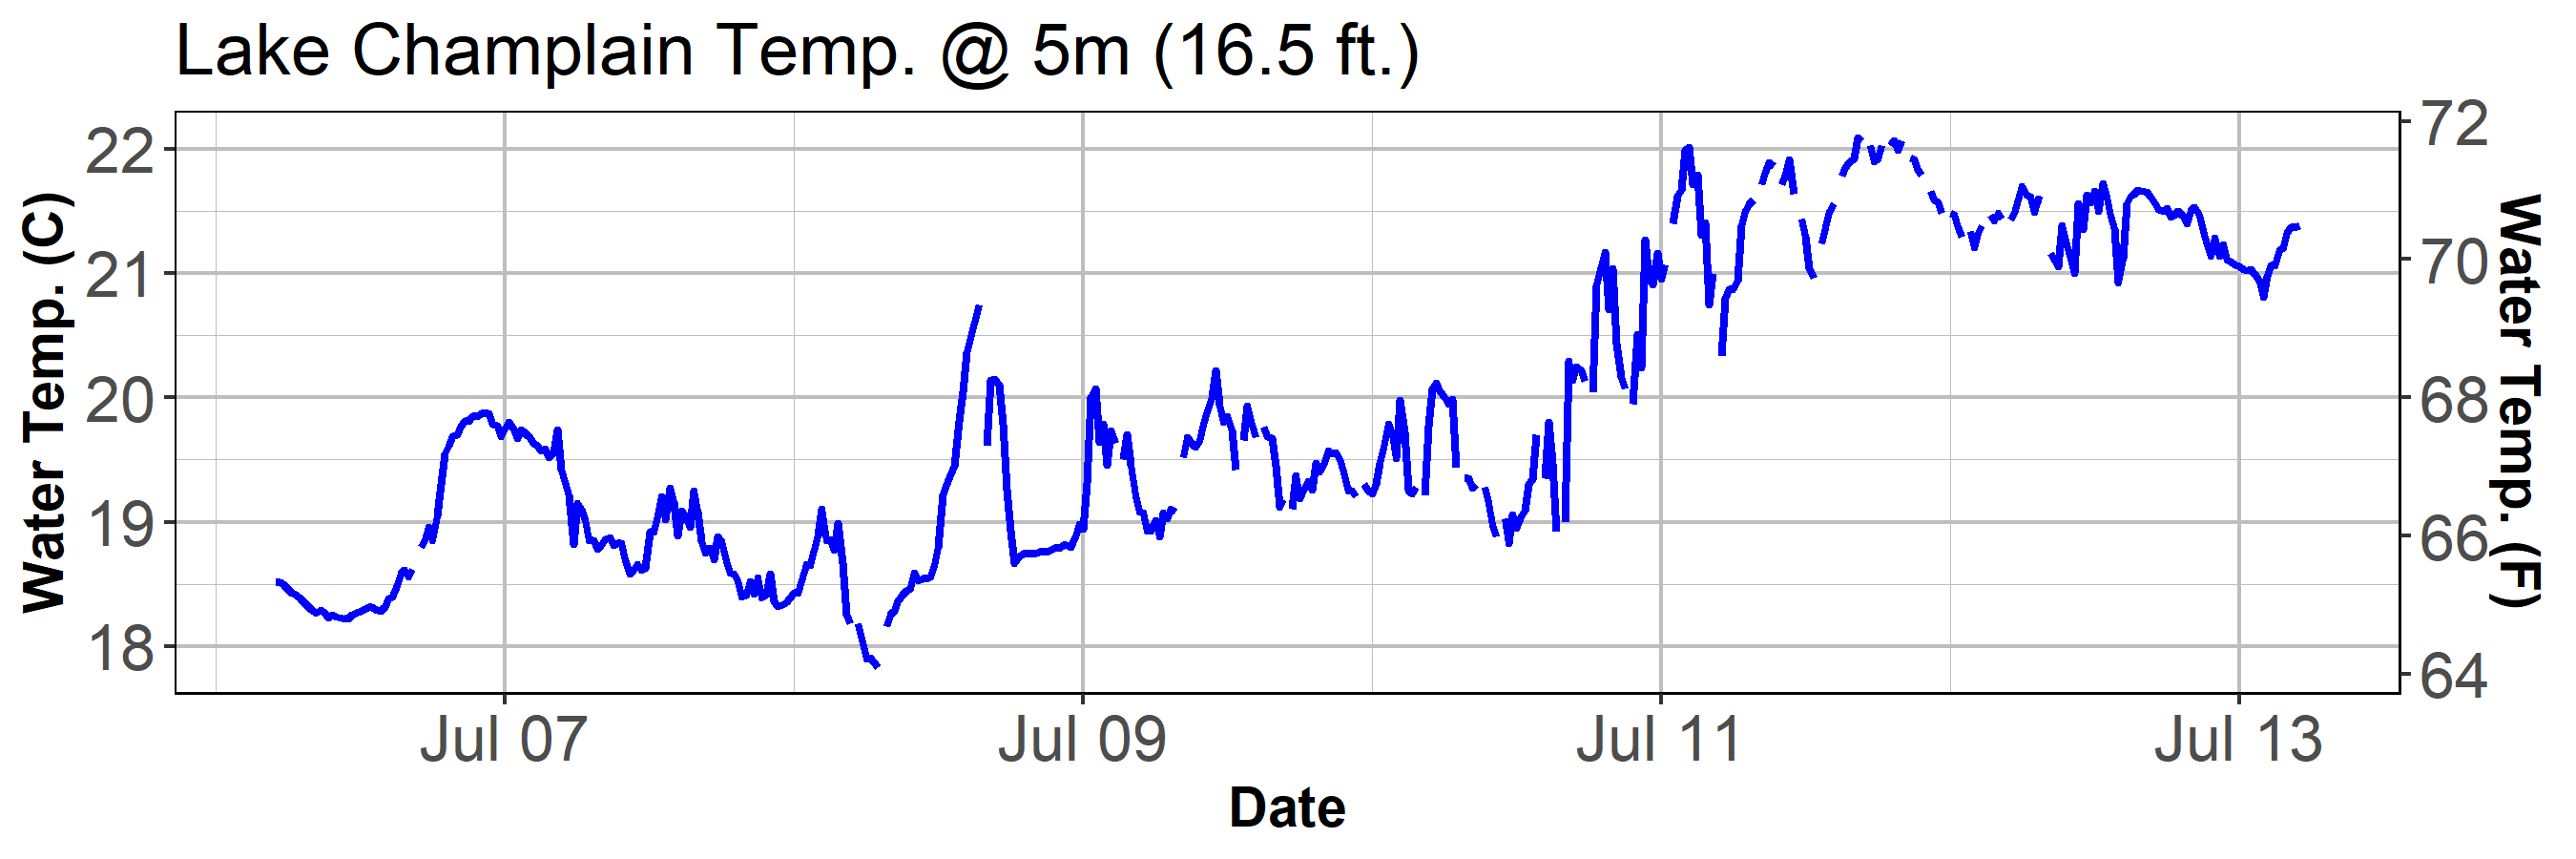 Lake Champlain Temp. @ 5m (16.5 ft.)
Water Temp. (C)
22
21
20
19
18
72
70
68
66
64
Water Temp. (F)
Jul 07 Jul 09 Jul 11 Jul 13
Date